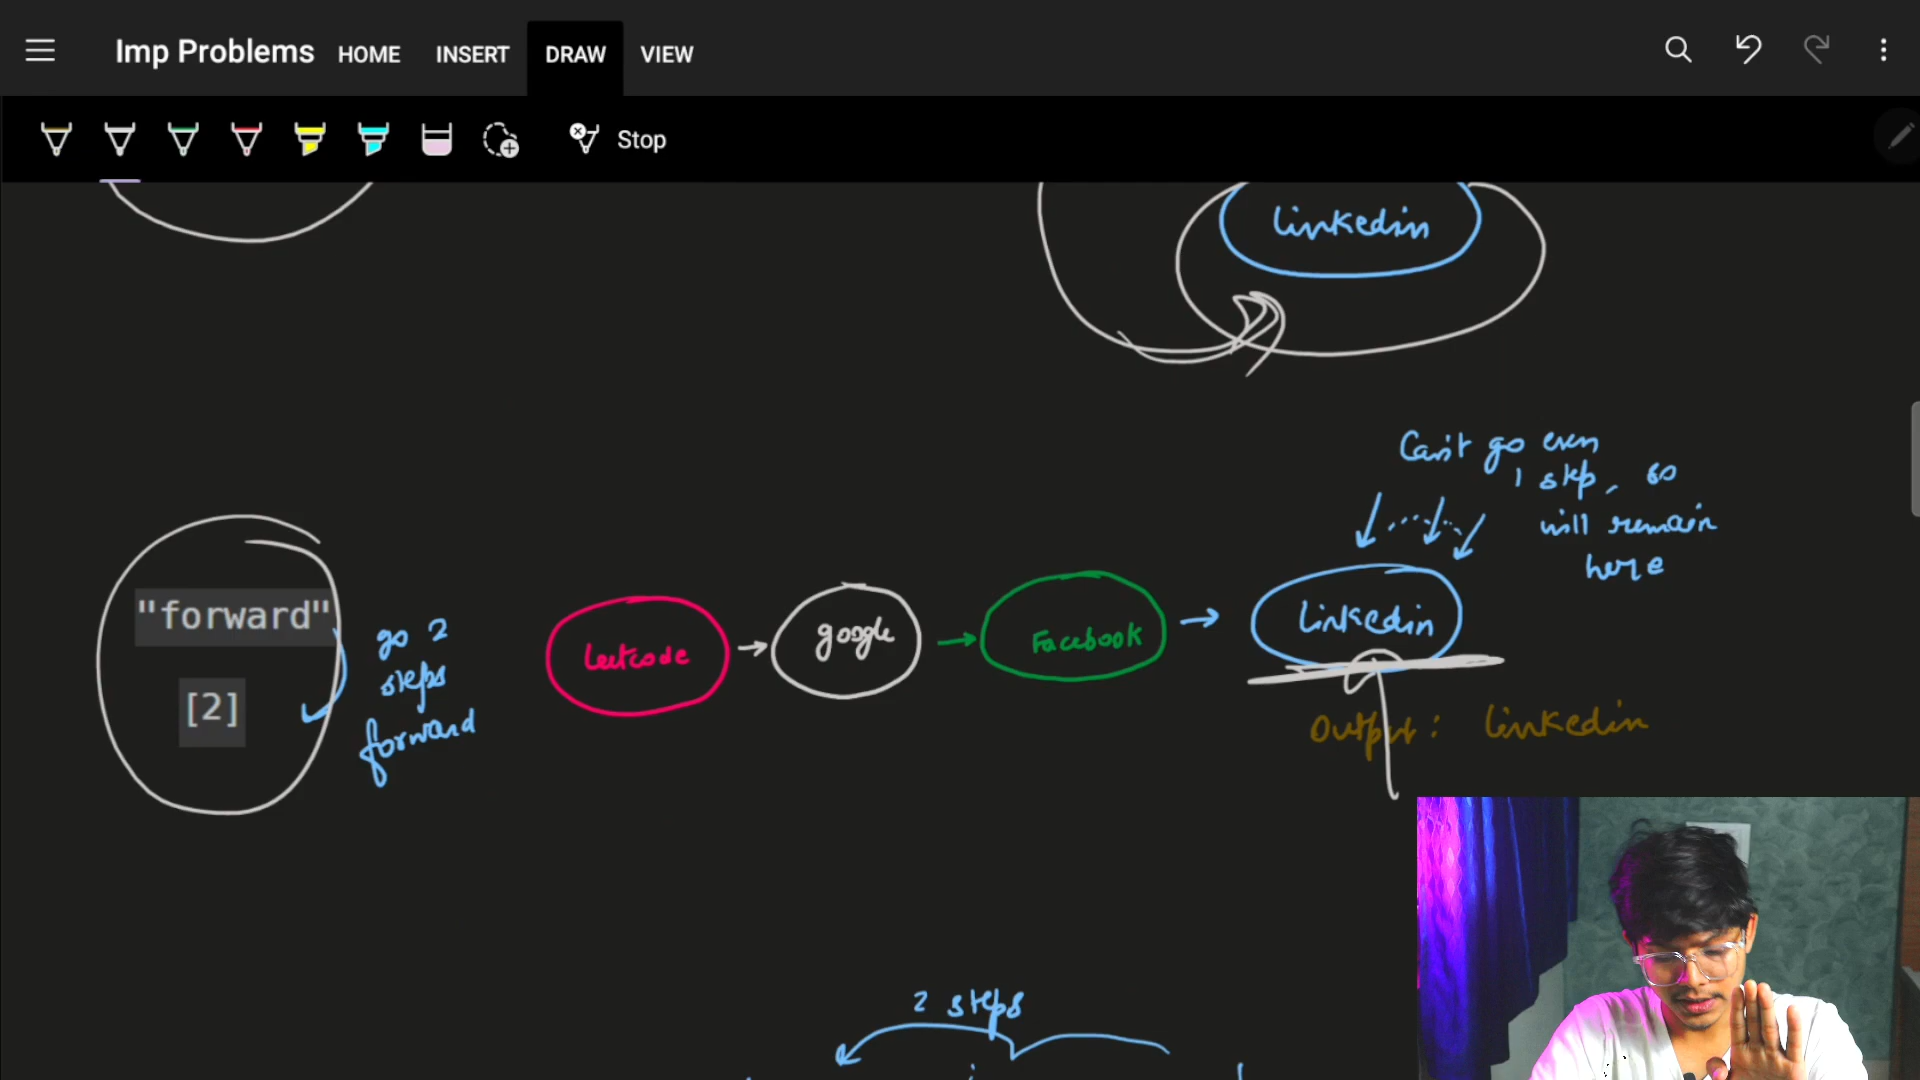 Imp Problems HOME INSERT DRAW VIEW
Stop
linkedin
Can't go even
1 step, so
will remain
here
"forward"
[2]
go 2
steps
forward
leetcode
google
Facebook
linkedin
Output: linkedin
2 steps